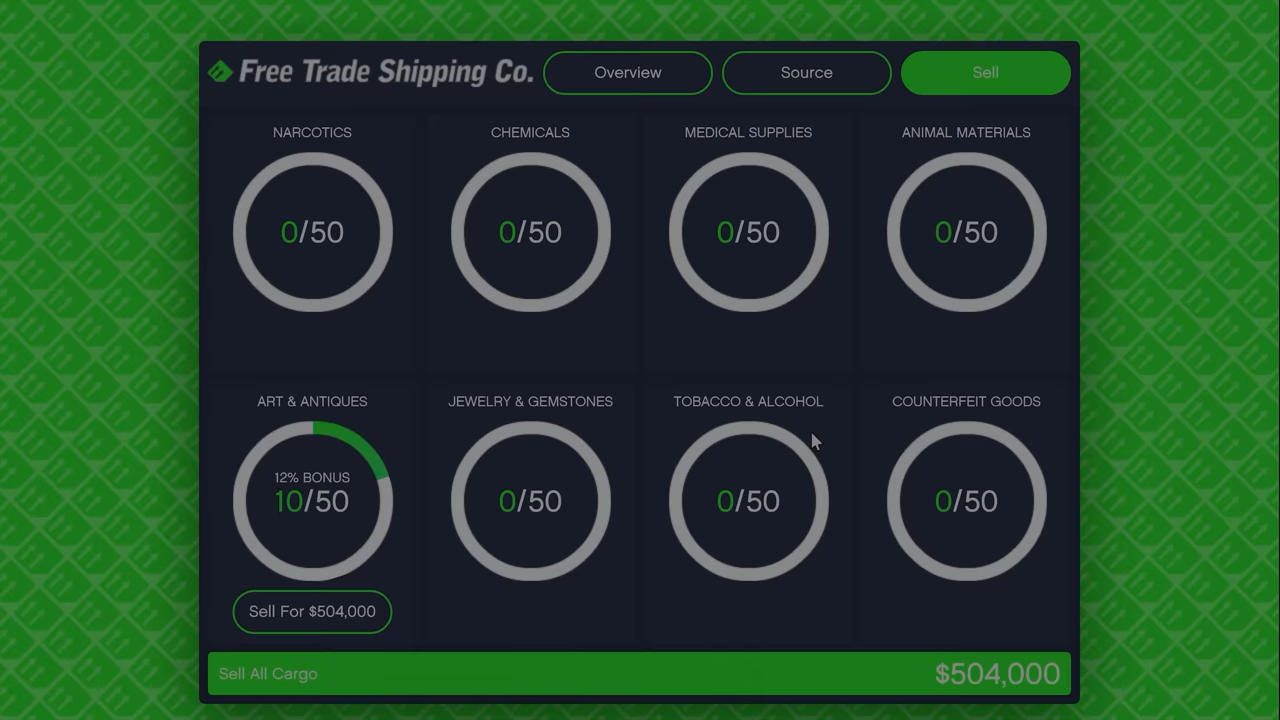 Free Trade Shipping Co.
Overview
Source
Sell
NARCOTICS
CHEMICALS
MEDICAL SUPPLIES
ANIMAL MATERIALS
0/50
0/50
0/50
0/50
ART & ANTIQUES
JEWELRY & GEMSTONES
TOBACCO & ALCOHOL
COUNTERFEIT GOODS
12% BONUS
10/50
0/50
0/50
0/50
Sell For $504,000
Sell All Cargo
$504,000